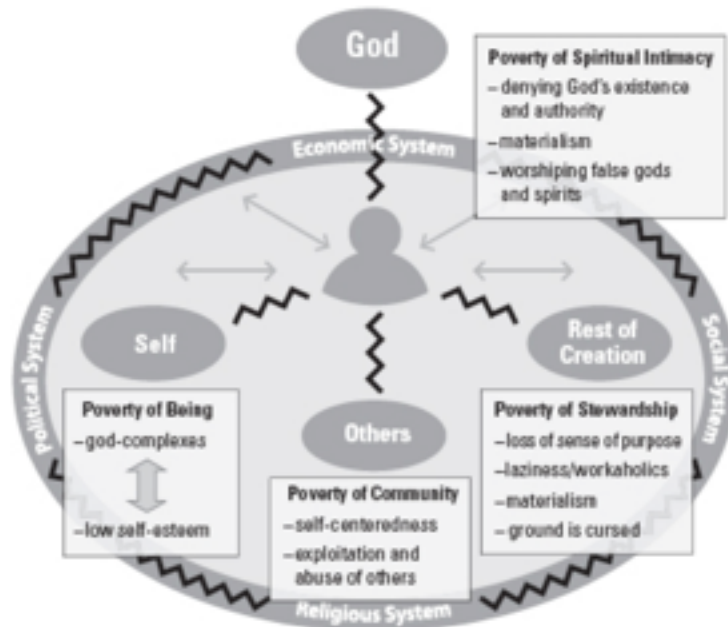 God
Poverty of Spiritual Intimacy
– denying God's existence
and authority
– materialism
– worshiping false gods
and spirits
Economic System
Political System
Social System
Self
Rest of
Creation
Poverty of Being
–god-complexes
–low self-esteem
Others
Poverty of Community
–self-centeredness
–exploitation and
abuse of others
Poverty of Stewardship
–loss of sense of purpose
–laziness/workaholics
–materialism
–ground is cursed
Religious System